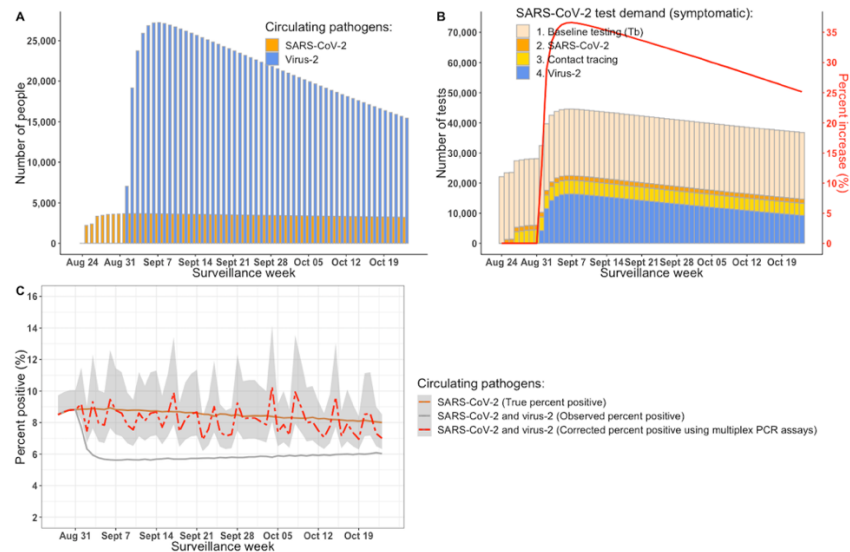 A
Circulating pathogens:
SARS-CoV-2
Virus-2
25,000
20,000
15,000
10,000
5,000
0
Number of people
Aug 24 Aug 31 Sept 7 Sept 14 Sept 21 Sept 28 Oct 05 Oct 12 Oct 19
Surveillance week
B
SARS-CoV-2 test demand (symptomatic):
1. Baseline testing (Tb)
2. SARS-CoV-2
3. Contact tracing
4. Virus-2
70,000
60,000
50,000
40,000
30,000
20,000
10,000
0
Number of tests
35
30
25
20
15
10
5
0
Percent increase (%)
Aug 24 Aug 31 Sept 7 Sept 14 Sept 21 Sept 28 Oct 05 Oct 12 Oct 19
Surveillance week
C
16
14
12
10
8
6
4
2
Percent positive (%)
Aug 31 Sept 7 Sept 14 Sept 21 Sept 28 Oct 05 Oct 12 Oct 19
Surveillance week
Circulating pathogens:
SARS-CoV-2 (True percent positive)
SARS-CoV-2 and virus-2 (Observed percent positive)
SARS-CoV-2 and virus-2 (Corrected percent positive using multiplex PCR assays)